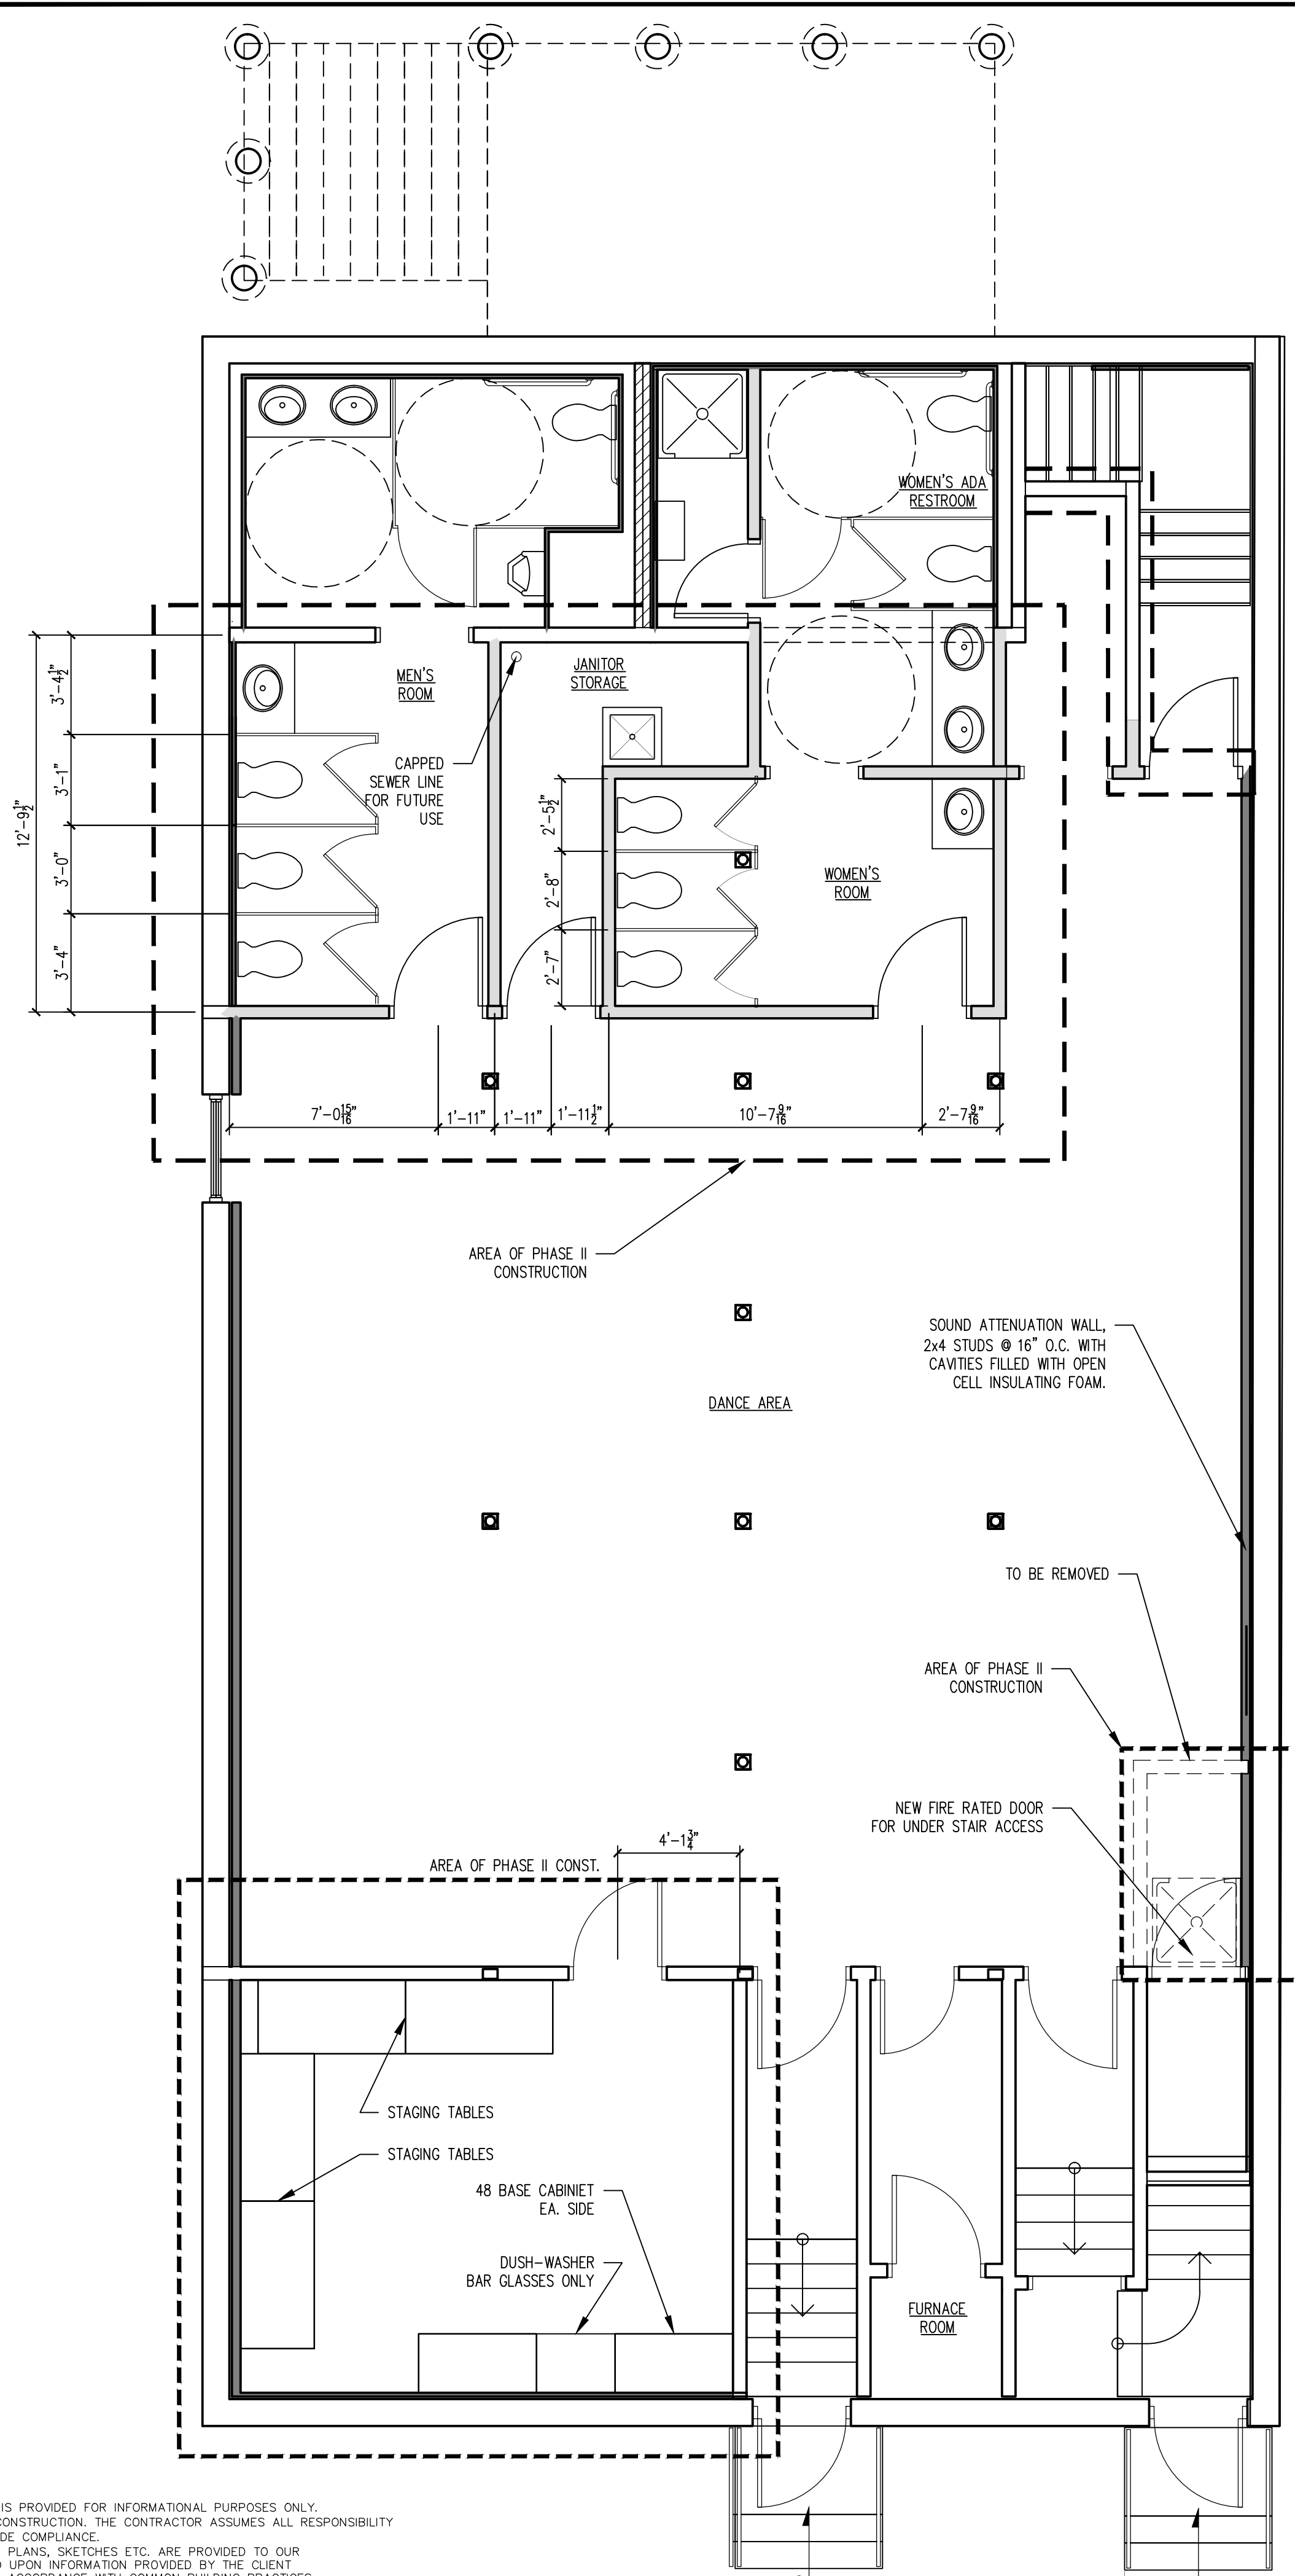 WOMEN'S ADA
RESTROOM
MEN'S
ROOM
JANITOR
STORAGE
CAPPED
SEWER LINE
FOR FUTURE
USE
3'-4½"
3'-1"
12'-9½"
3'-0"
3'-4"
2'-5½"
2'-8"
2'-7"
WOMEN'S
ROOM
7'-0 15/16"
1'-11"
1'-11"
1'-11½"
10'-7 9/16"
2'-7 9/16"
AREA OF PHASE II
CONSTRUCTION
SOUND ATTENUATION WALL,
2x4 STUDS @ 16" O.C. WITH
CAVITIES FILLED WITH OPEN
CELL INSULATING FOAM.
DANCE AREA
TO BE REMOVED
AREA OF PHASE II
CONSTRUCTION
NEW FIRE RATED DOOR
FOR UNDER STAIR ACCESS
4'-1¾"
AREA OF PHASE II CONST.
STAGING TABLES
STAGING TABLES
48 BASE CABINIET
EA. SIDE
DUSH-WASHER
BAR GLASSES ONLY
FURNACE
ROOM
IS PROVIDED FOR INFORMATIONAL PURPOSES ONLY.
CONSTRUCTION. THE CONTRACTOR ASSUMES ALL RESPONSIBILITY
DE COMPLIANCE.
PLANS, SKETCHES ETC. ARE PROVIDED TO OUR
UPON INFORMATION PROVIDED BY THE CLIENT
ACCORDANCE WITH COMMON BUILDING PRACTICES